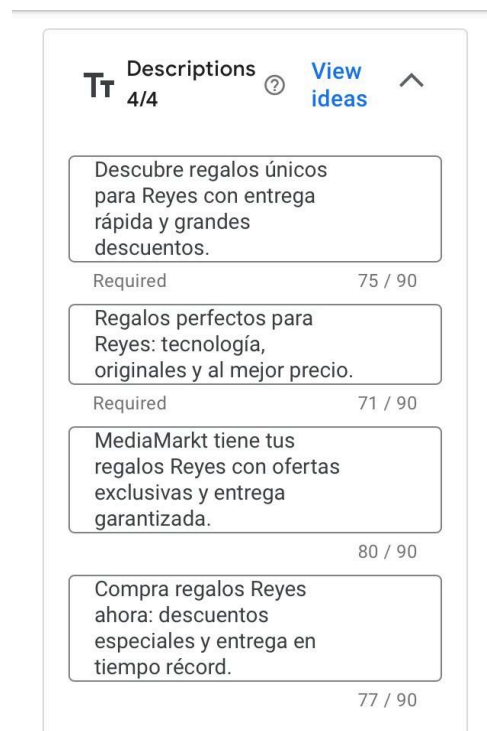 Descriptions
4/4
View
ideas
Descubre regalos únicos
para Reyes con entrega
rápida y grandes
descuentos.
Required 75 / 90
Regalos perfectos para
Reyes: tecnología,
originales y al mejor precio.
Required 71 / 90
MediaMarkt tiene tus
regalos Reyes con ofertas
exclusivas y entrega
garantizada.
80 / 90
Compra regalos Reyes
ahora: descuentos
especiales y entrega en
tiempo récord.
77 / 90